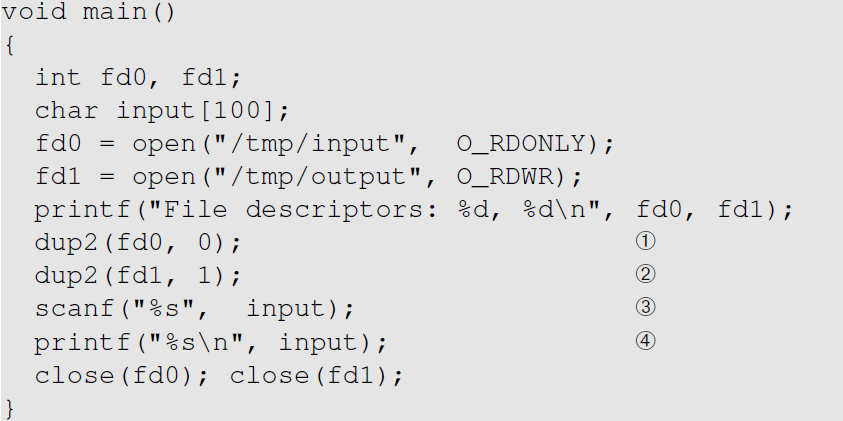 void main()
{
  int fd0, fd1;
  char input[100];
  fd0 = open("/tmp/input",  O_RDONLY);
  fd1 = open("/tmp/output", O_RDWR);
  printf("File descriptors: %d, %d\n", fd0, fd1);
  dup2(fd0, 0);                        ①
  dup2(fd1, 1);                        ②
  scanf("%s",  input);                 ③
  printf("%s\n", input);               ④
  close(fd0); close(fd1);
}